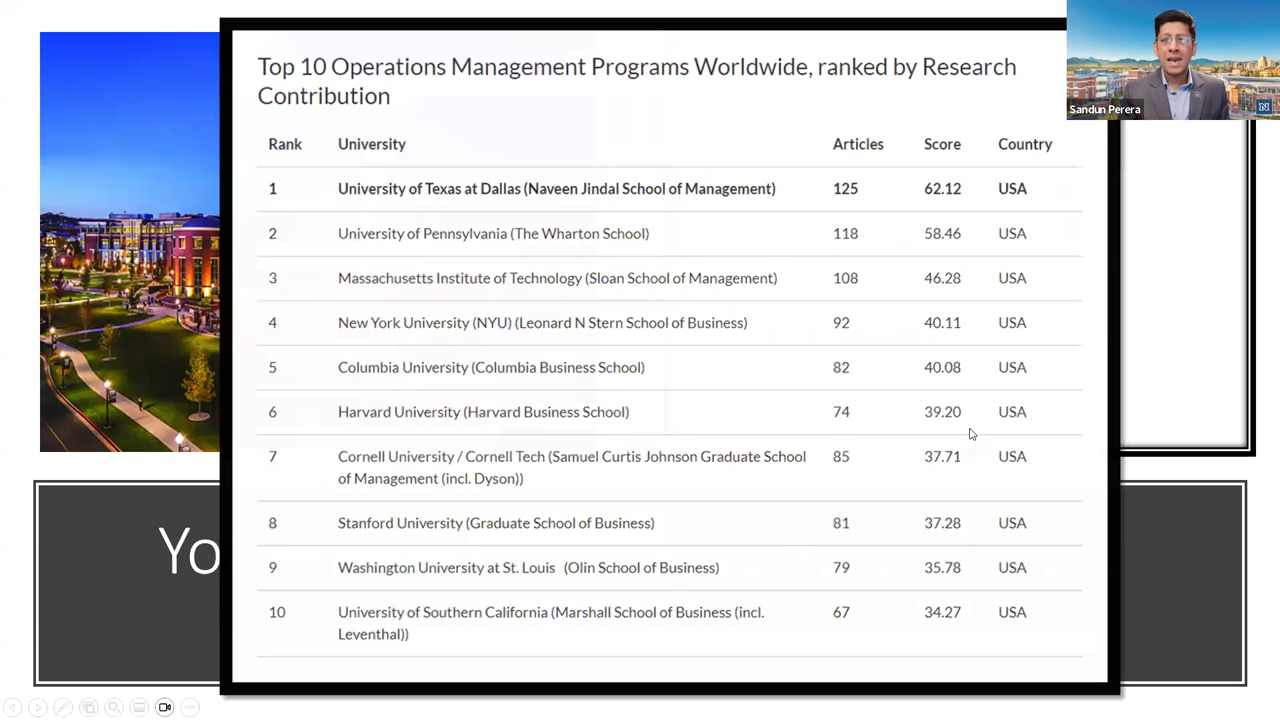 Top 10 Operations Management Programs Worldwide, ranked by Research
Contribution
Rank University Articles Score Country
1 University of Texas at Dallas (Naveen Jindal School of Management) 125 62.12 USA
2 University of Pennsylvania (The Wharton School) 118 58.46 USA
3 Massachusetts Institute of Technology (Sloan School of Management) 108 46.28 USA
4 New York University (NYU) (Leonard N Stern School of Business) 92 40.11 USA
5 Columbia University (Columbia Business School) 82 40.08 USA
6 Harvard University (Harvard Business School) 74 39.20 USA
7 Cornell University / Cornell Tech (Samuel Curtis Johnson Graduate School 85 37.71 USA
of Management (incl. Dyson))
8 Stanford University (Graduate School of Business) 81 37.28 USA
9 Washington University at St. Louis (Olin School of Business) 79 35.78 USA
10 University of Southern California (Marshall School of Business (incl. 67 34.27 USA
Leventhal))
Sandun Perera
N
Yo